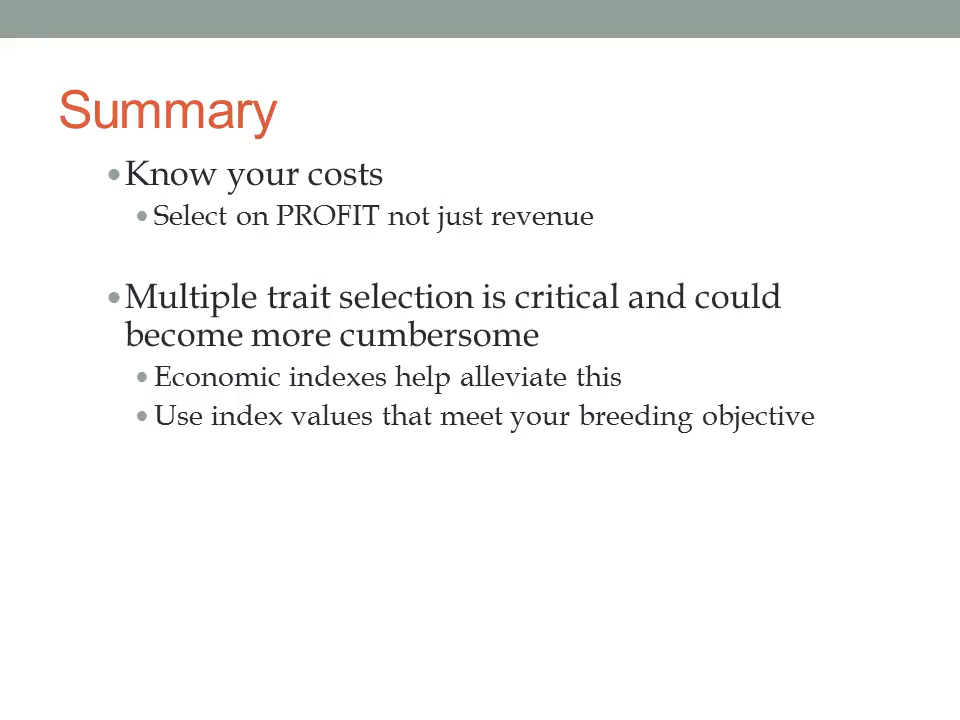 Summary
•Know your costs
•Select on PROFIT not just revenue
•Multiple trait selection is critical and could
become more cumbersome
•Economic indexes help alleviate this
•Use index values that meet your breeding objective